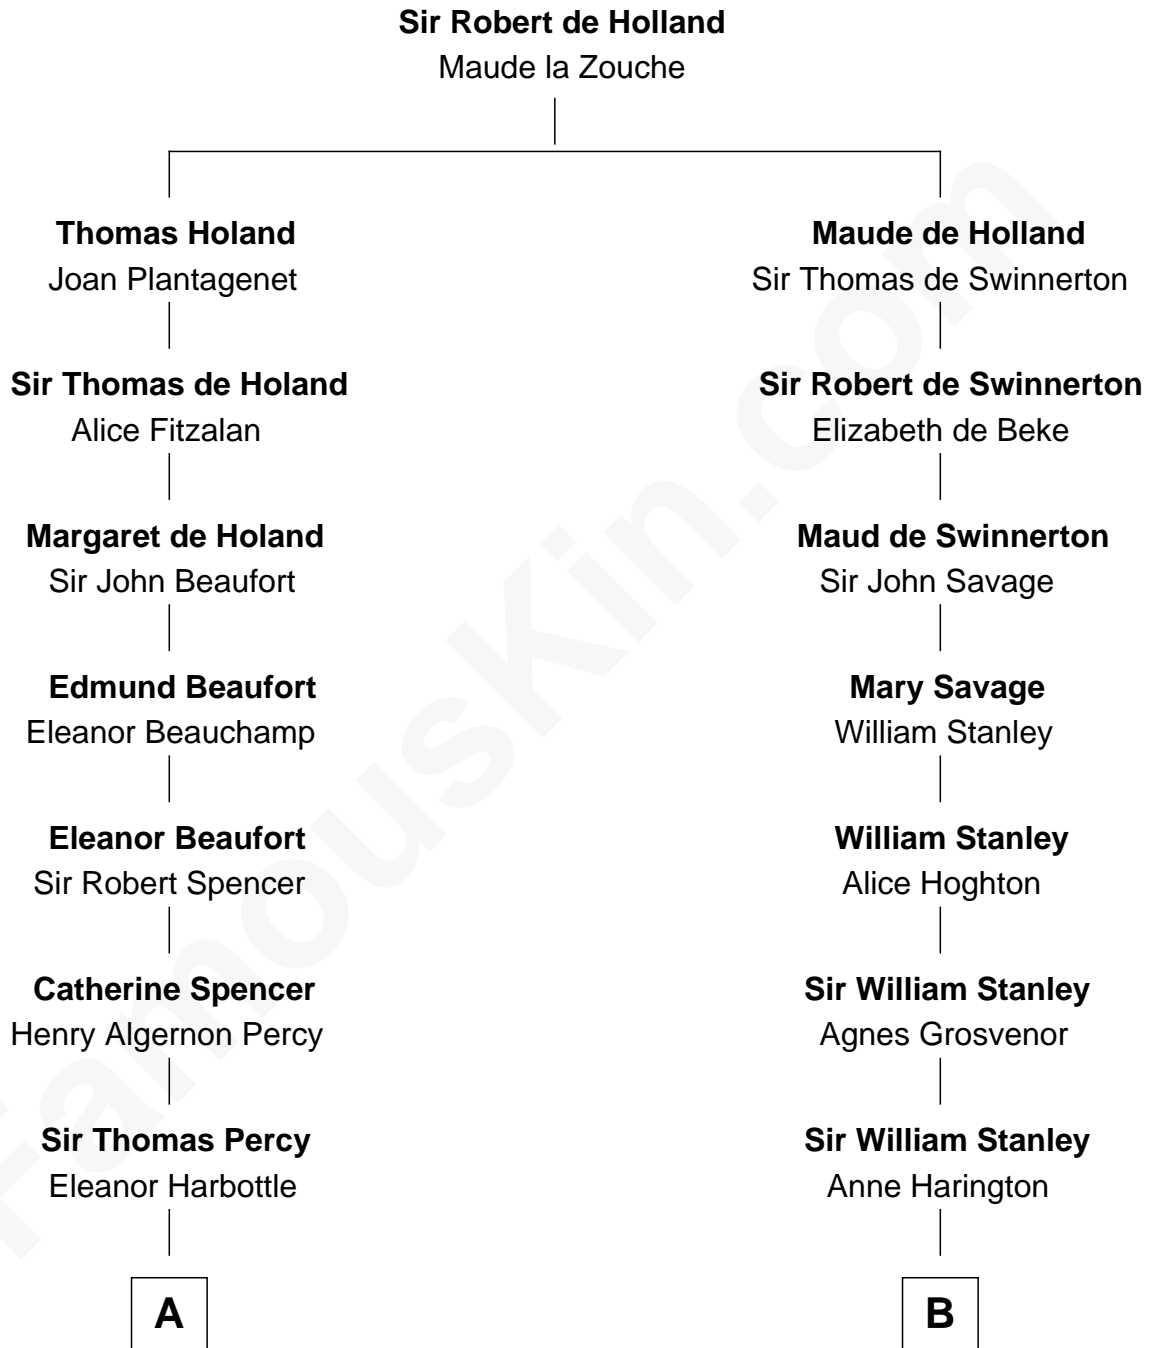 Sir Robert de Holland
Maude la Zouche
Thomas Holand
Joan Plantagenet
Sir Thomas de Holand
Alice Fitzalan
Margaret de Holand
Sir John Beaufort
Edmund Beaufort
Eleanor Beauchamp
Eleanor Beaufort
Sir Robert Spencer
Catherine Spencer
Henry Algernon Percy
Sir Thomas Percy
Eleanor Harbottle
A
Maude de Holland
Sir Thomas de Swinnerton
Sir Robert de Swinnerton
Elizabeth de Beke
Maud de Swinnerton
Sir John Savage
Mary Savage
William Stanley
William Stanley
Alice Hoghton
Sir William Stanley
Agnes Grosvenor
Sir William Stanley
Anne Harington
B
FamousKin.com